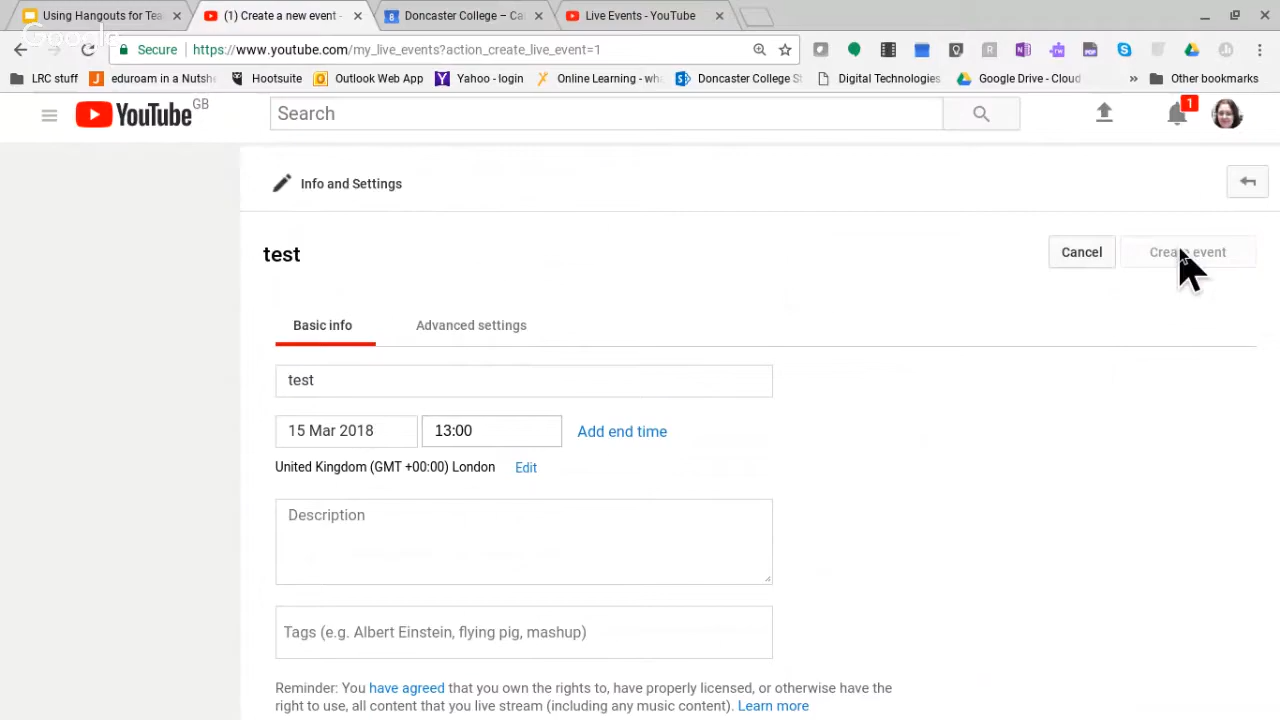 Using Hangouts for Tea
(1) Create a new event -
Doncaster College – Ca
Live Events - YouTube
Google
Secure
https://www.youtube.com/my_live_events?action_create_live_event=1
LRC stuff
eduroam in a Nutsh
Hootsuite
Outlook Web App
Yahoo - login
Online Learning - wha
Doncaster College St
Digital Technologies
Google Drive - Cloud
Other bookmarks
YouTube GB
Search
1
Info and Settings
test
Cancel
Create event
Basic info
Advanced settings
test
15 Mar 2018
13:00
Add end time
United Kingdom (GMT +00:00) London
Edit
Description
Tags (e.g. Albert Einstein, flying pig, mashup)
Reminder: You have agreed that you own the rights to, have properly licensed, or otherwise have the
right to use, all content that you live stream (including any music content). Learn more